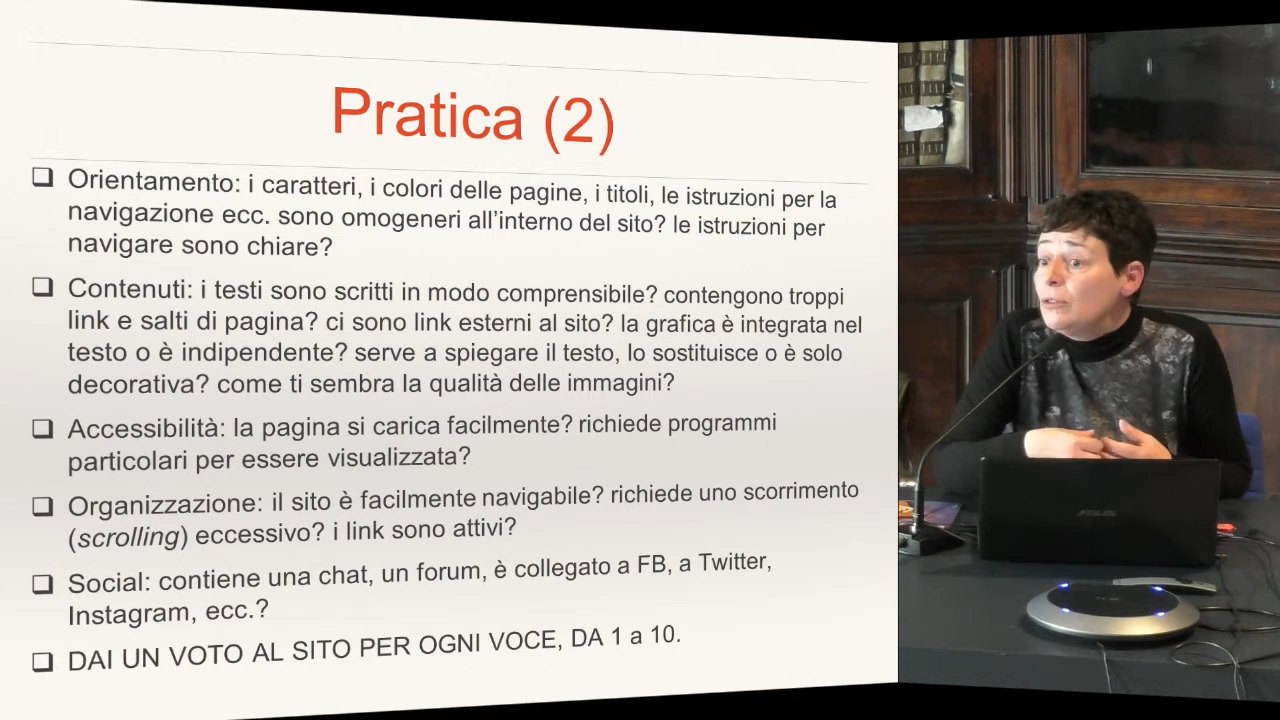 Pratica (2)
❑ Orientamento: i caratteri, i colori delle pagine, i titoli, le istruzioni per la
navigazione ecc. sono omogeneri all'interno del sito? le istruzioni per
navigare sono chiare?
❑ Contenuti: i testi sono scritti in modo comprensibile? contengono troppi
link e salti di pagina? ci sono link esterni al sito? la grafica è integrata nel
testo o è indipendente? serve a spiegare il testo, lo sostituisce o è solo
decorativa? come ti sembra la qualità delle immagini?
❑ Accessibilità: la pagina si carica facilmente? richiede programmi
particolari per essere visualizzata?
❑ Organizzazione: il sito è facilmente navigabile? richiede uno scorrimento
(scrolling) eccessivo? i link sono attivi?
❑ Social: contiene una chat, un forum, è collegato a FB, a Twitter,
Instagram, ecc.?
❑ DAI UN VOTO AL SITO PER OGNI VOCE, DA 1 a 10.
ASUS